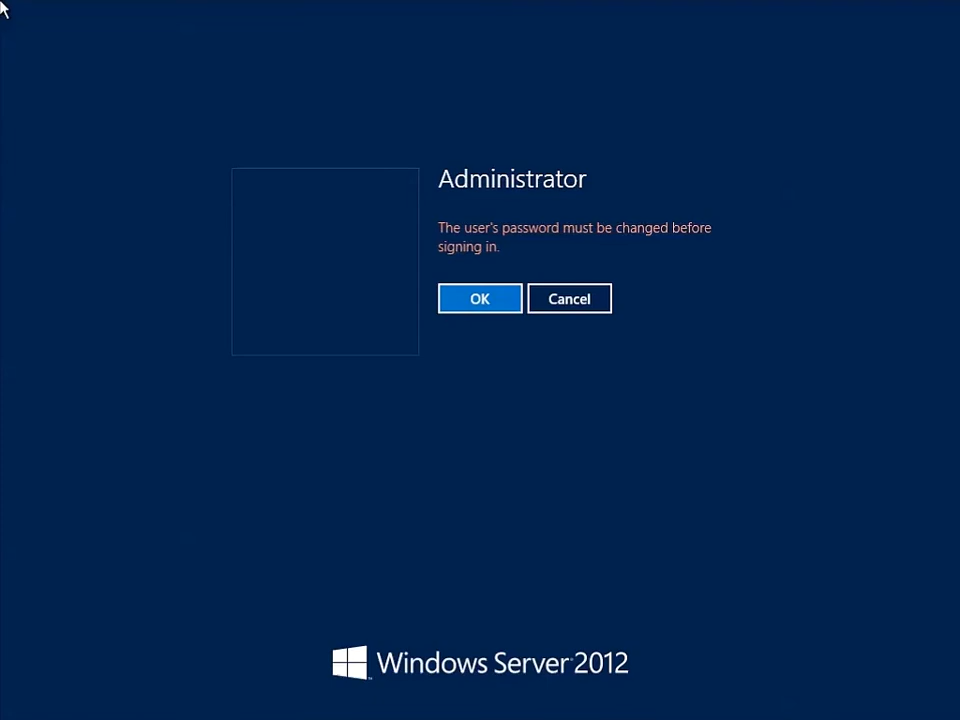 Administrator
The user's password must be changed before
signing in.
OK Cancel
Windows Server 2012